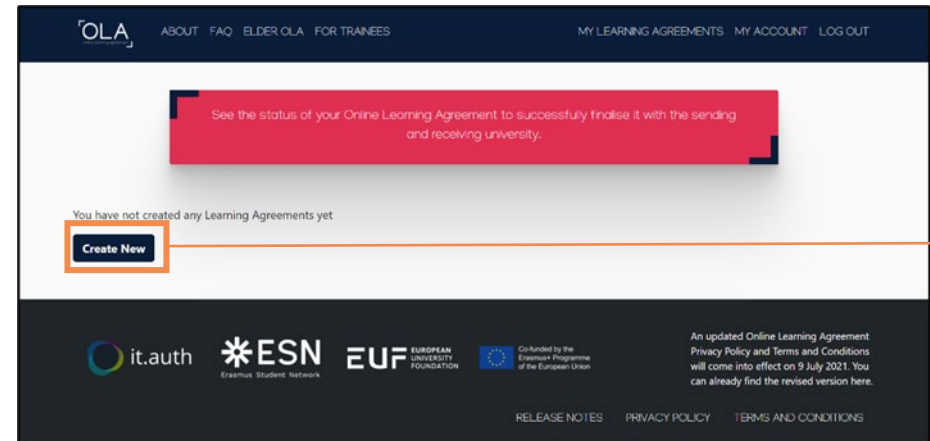 OLA
ABOUT FAQ ELDER OLA FOR TRAINEES MY LEARNING AGREEMENTS MY ACCOUNT LOG OUT
See the status of your Online Learning Agreement to successfully finalise it with the sending
and receiving university.
You have not created any Learning Agreements yet
Create New
it.auth
ESN
Erasmus Student Network
EUF EUROPEAN
UNIVERSITY
FOUNDATION
Co-funded by the
Erasmus+ Programme
of the European Union
An updated Online Learning Agreement
Privacy Policy and Terms and Conditions
will come into effect on 9 July 2021. You
can already find the revised version here.
RELEASE NOTES PRIVACY POLICY TERMS AND CONDITIONS